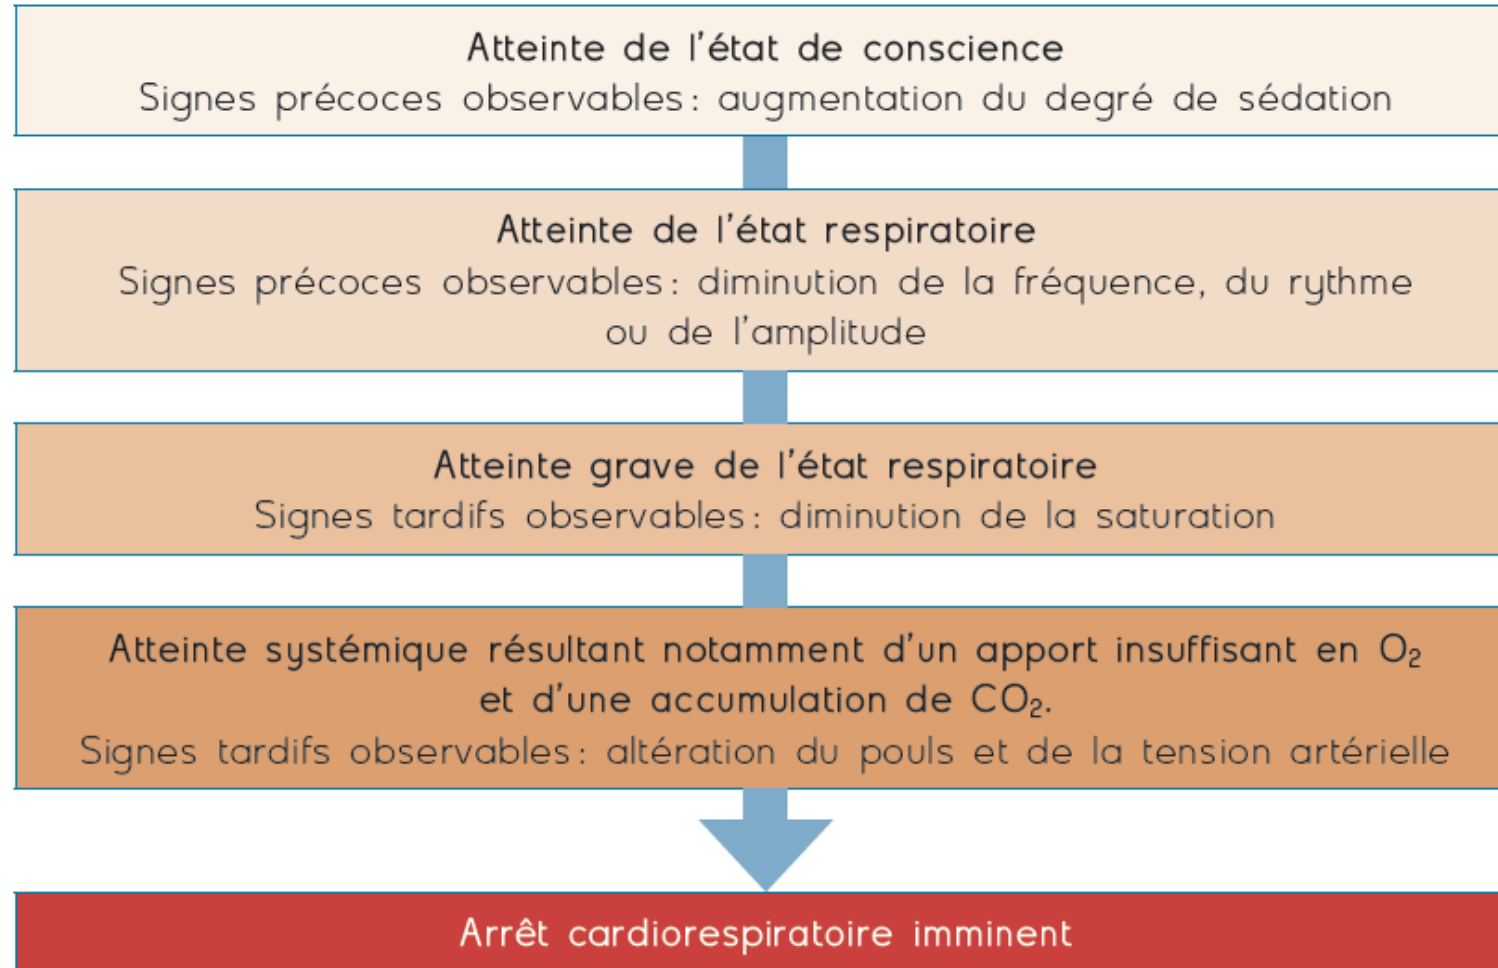 Atteinte de l'état de conscience
Signes précoces observables : augmentation du degré de sédation
Atteinte de l'état respiratoire
Signes précoces observables : diminution de la fréquence, du rythme
ou de l'amplitude
Atteinte grave de l'état respiratoire
Signes tardifs observables : diminution de la saturation
Atteinte systémique résultant notamment d'un apport insuffisant en O₂
et d'une accumulation de CO₂.
Signes tardifs observables : altération du pouls et de la tension artérielle
Arrêt cardiorespiratoire imminent